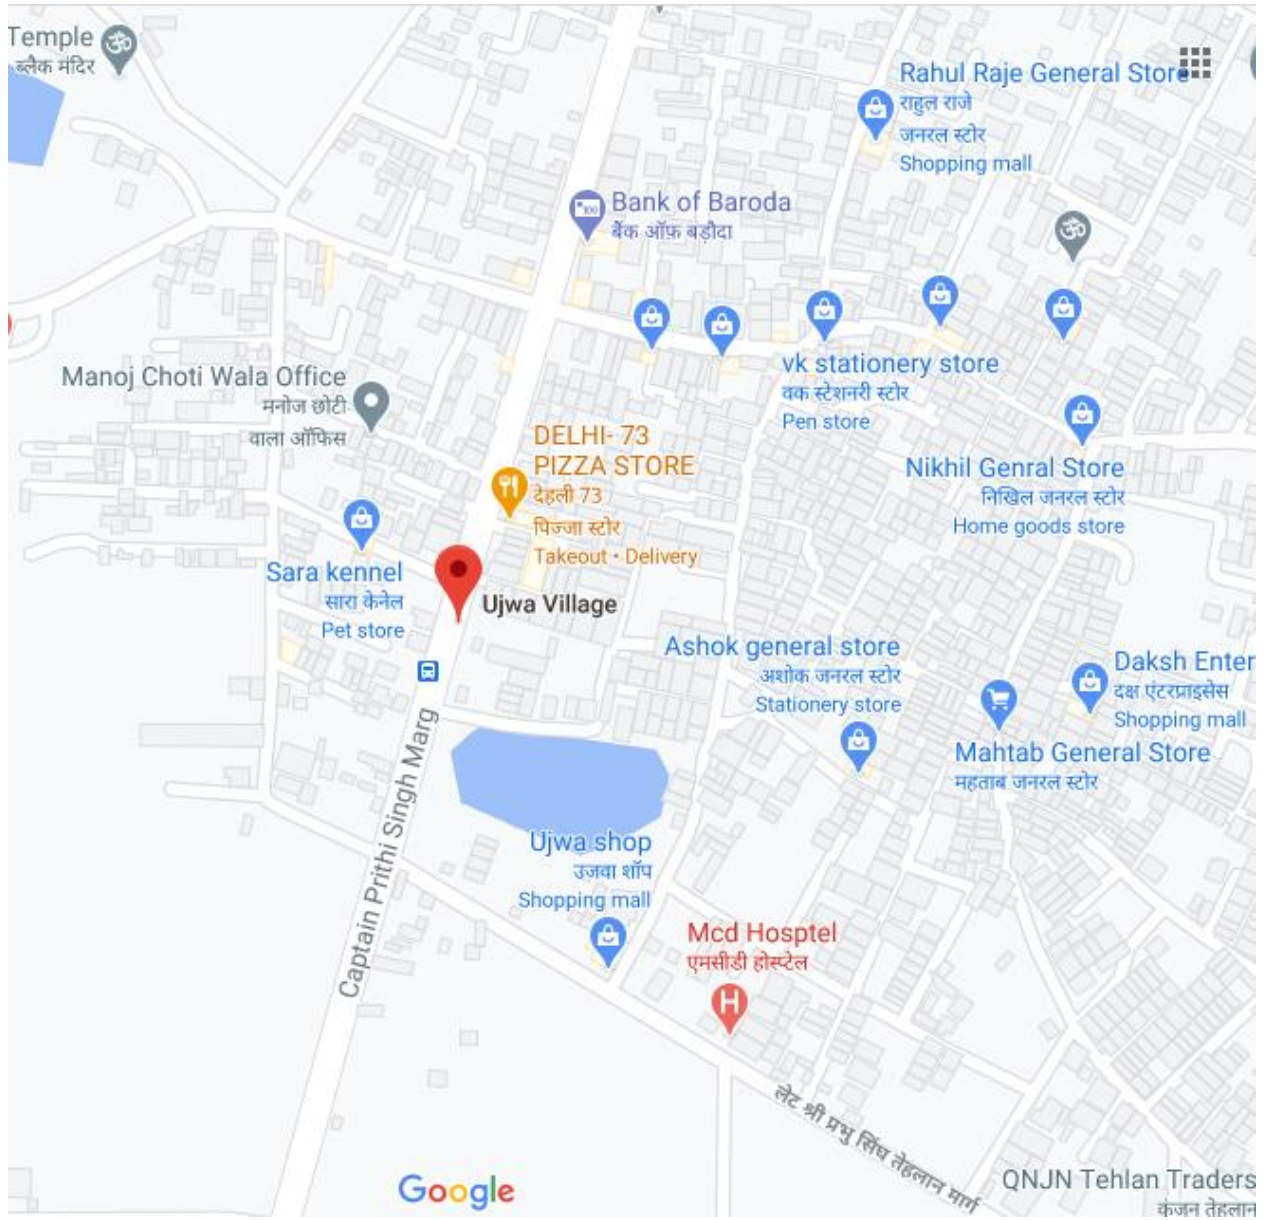 Temple
ब्लैक मंदिर
Rahul Raje General Store
राहुल राजे
जनरल स्टोर
Shopping mall
Bank of Baroda
बैंक ऑफ़ बड़ौदा
vk stationery store
वक स्टेशनरी स्टोर
Pen store
Manoj Choti Wala Office
मनोज छोटी
वाला ऑफिस
DELHI- 73
PIZZA STORE
देहली 73
पिज्जा स्टोर
Takeout • Delivery
Nikhil Genral Store
निखिल जनरल स्टोर
Home goods store
Sara kennel
सारा केनेल
Pet store
Ujwa Village
Ashok general store
अशोक जनरल स्टोर
Stationery store
Daksh Enter
दक्ष एंटरप्राइसेस
Shopping mall
Mahtab General Store
महताब जनरल स्टोर
Captain Prithi Singh Marg
Ujwa shop
उजवा शॉप
Shopping mall
Mcd Hosptel
एमसीडी होस्प्टेल
H
लेट श्री प्रभु सिंघ तेहलान मार्ग
QNJN Tehlan Traders
कंजन तेहलान
Google